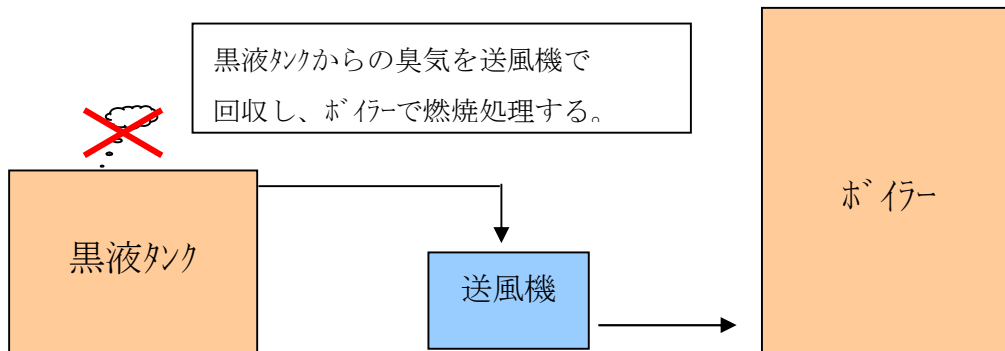 黒液ﾀﾝｸからの臭気を送風機で
回収し、ﾎﾞｲﾗｰで燃焼処理する。
ﾎﾞｲﾗｰ
黒液ﾀﾝｸ
送風機